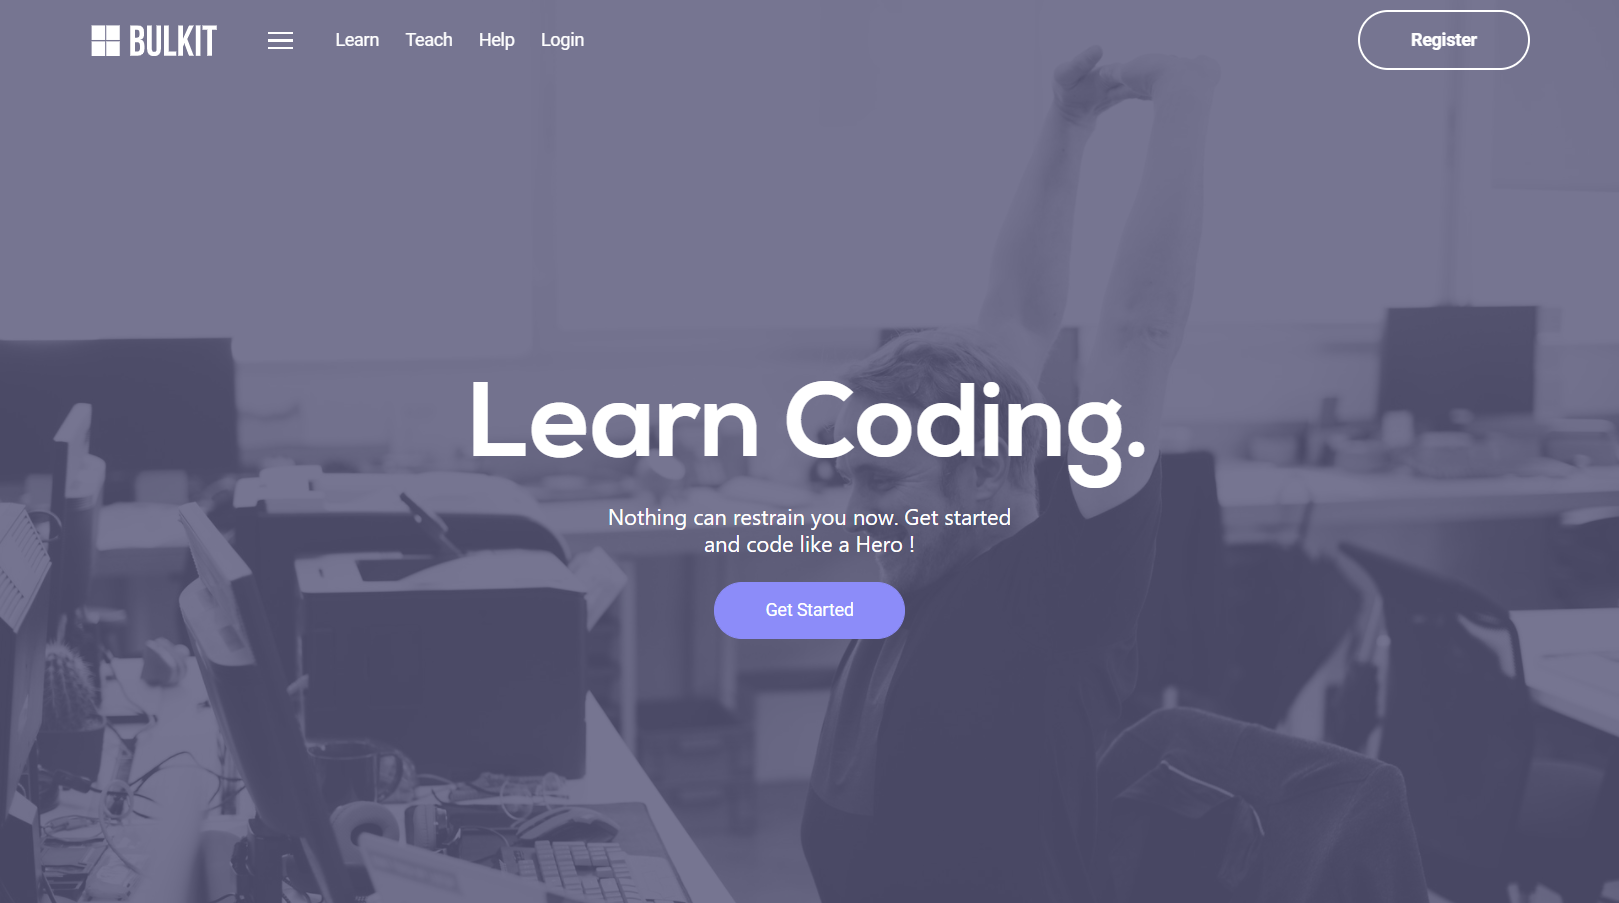 BULKIT
Learn
Teach
Help
Login
Register
Learn Coding.
Nothing can restrain you now. Get started
and code like a Hero !
Get Started